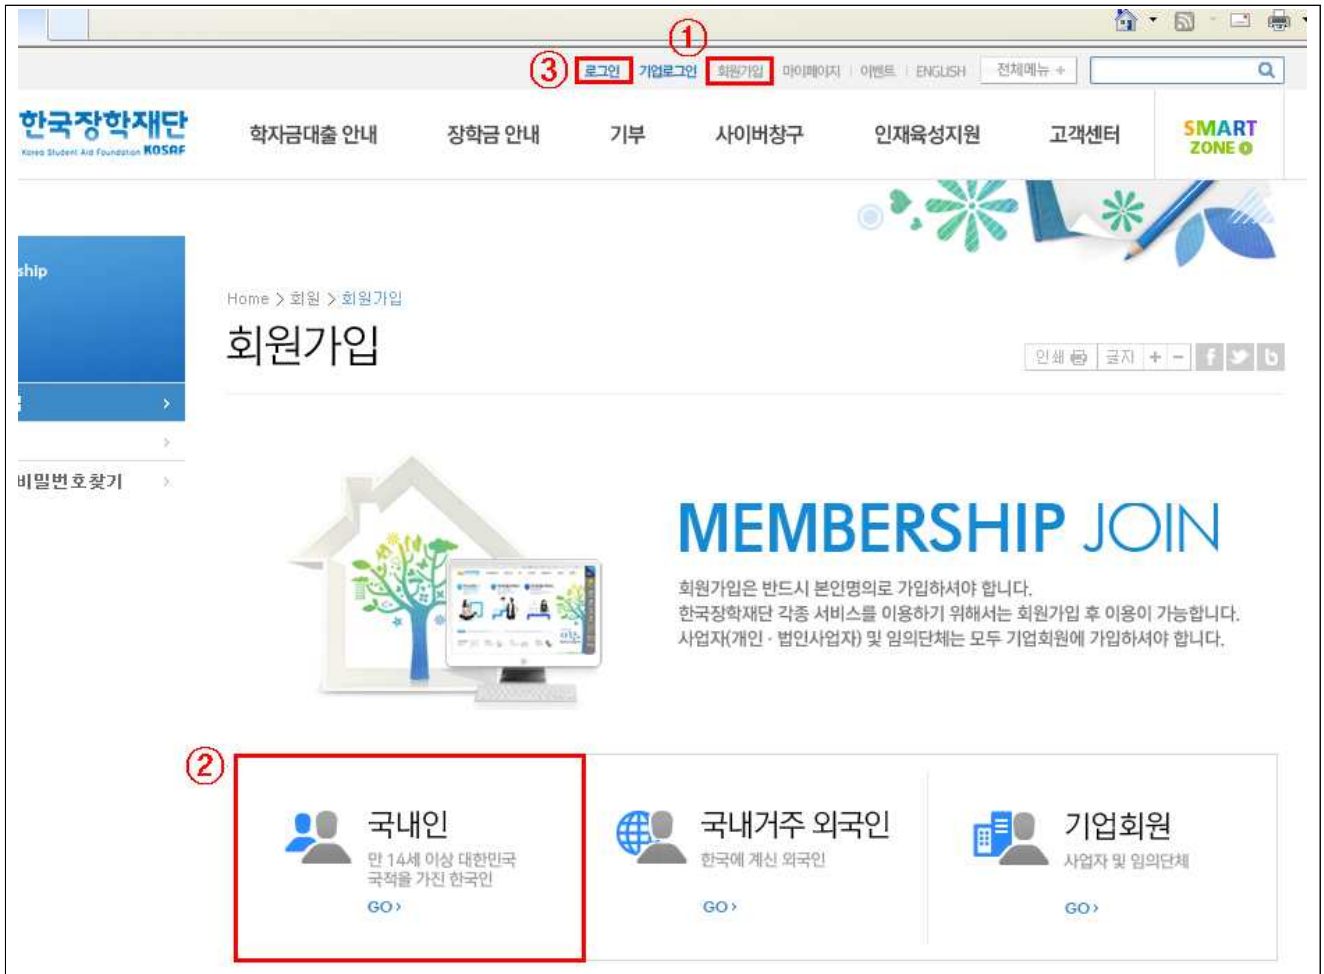 ①
③ 로그인 기업로그인 회원가입 마이페이지 | 이벤트 | ENGLISH 전체메뉴 +
한국장학재단
Korea Student Aid Foundation KOSAF
학자금대출 안내 장학금 안내 기부 사이버창구 인재육성지원 고객센터
SMART
ZONE
ship
Home > 회원 > 회원가입
회원가입
인쇄 글자 + -
비밀번호찾기
MEMBERSHIP JOIN
회원가입은 반드시 본인명의로 가입하셔야 합니다.
한국장학재단 각종 서비스를 이용하기 위해서는 회원가입 후 이용이 가능합니다.
사업자(개인 · 법인사업자) 및 임의단체는 모두 기업회원에 가입하셔야 합니다.
②
국내인
만 14세 이상 대한민국
국적을 가진 한국인
GO >
국내거주 외국인
한국에 계신 외국인
GO >
기업회원
사업자 및 임의단체
GO >